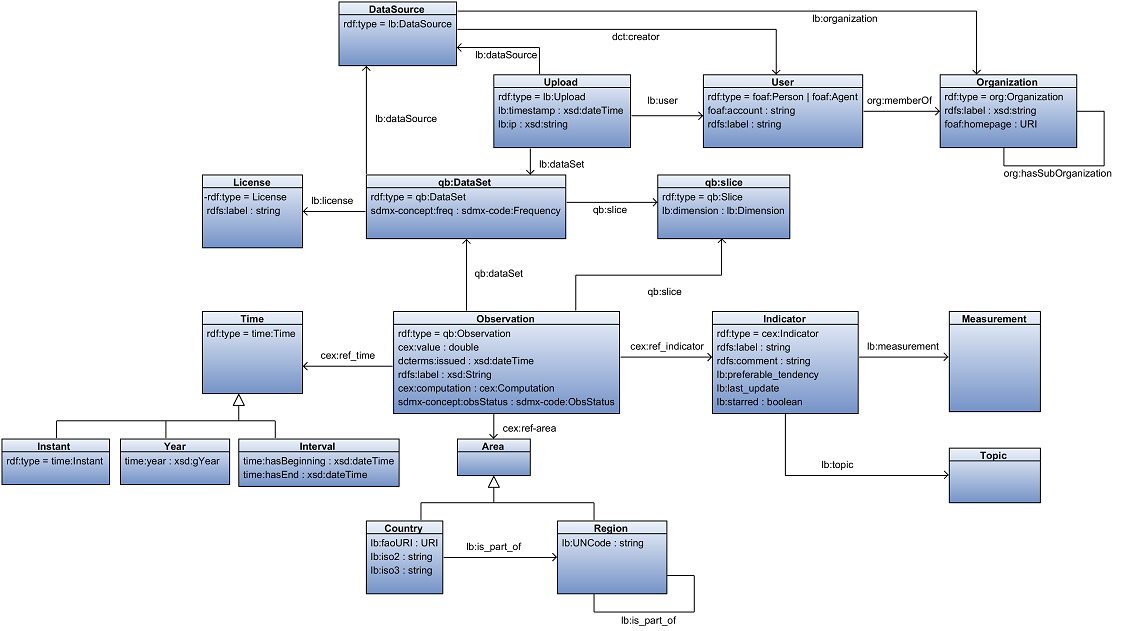 DataSource
rdf:type = lb:DataSource
lb:organization
dct:creator
lb:dataSource
Upload
rdf:type = lb:Upload
lb:timestamp : xsd:dateTime
lb:ip : xsd:string
lb:user
User
rdf:type = foaf:Person | foaf:Agent
foaf:account : string
rdfs:label : string
org:memberOf
Organization
rdf:type = org:Organization
rdfs:label : xsd:string
foaf:homepage : URI
org:hasSubOrganization
lb:dataSource
lb:dataSet
License
-rdf:type = License
rdfs:label : string
lb:license
qb:DataSet
rdf:type = qb:DataSet
sdmx-concept:freq : sdmx-code:Frequency
qb:slice
qb:slice
rdf:type = qb:Slice
lb:dimension : lb:Dimension
qb:dataSet
qb:slice
Time
rdf:type = time:Time
cex:ref_time
Observation
rdf:type = qb:Observation
cex:value : double
dcterms:issued : xsd:dateTime
rdfs:label : xsd:String
cex:computation : cex:Computation
sdmx-concept:obsStatus : sdmx-code:ObsStatus
cex:ref_indicator
Indicator
rdf:type = cex:Indicator
rdfs:label : string
rdfs:comment : string
lb:preferable_tendency
lb:last_update
lb:starred : boolean
lb:measurement
Measurement
cex:ref-area
Instant
rdf:type = time:Instant
Year
time:year : xsd:gYear
Interval
time:hasBeginning : xsd:dateTime
time:hasEnd : xsd:dateTime
Area
lb:topic
Topic
Country
lb:faoURI : URI
lb:iso2 : string
lb:iso3 : string
lb:is_part_of
Region
lb:UNCode : string
lb:is_part_of